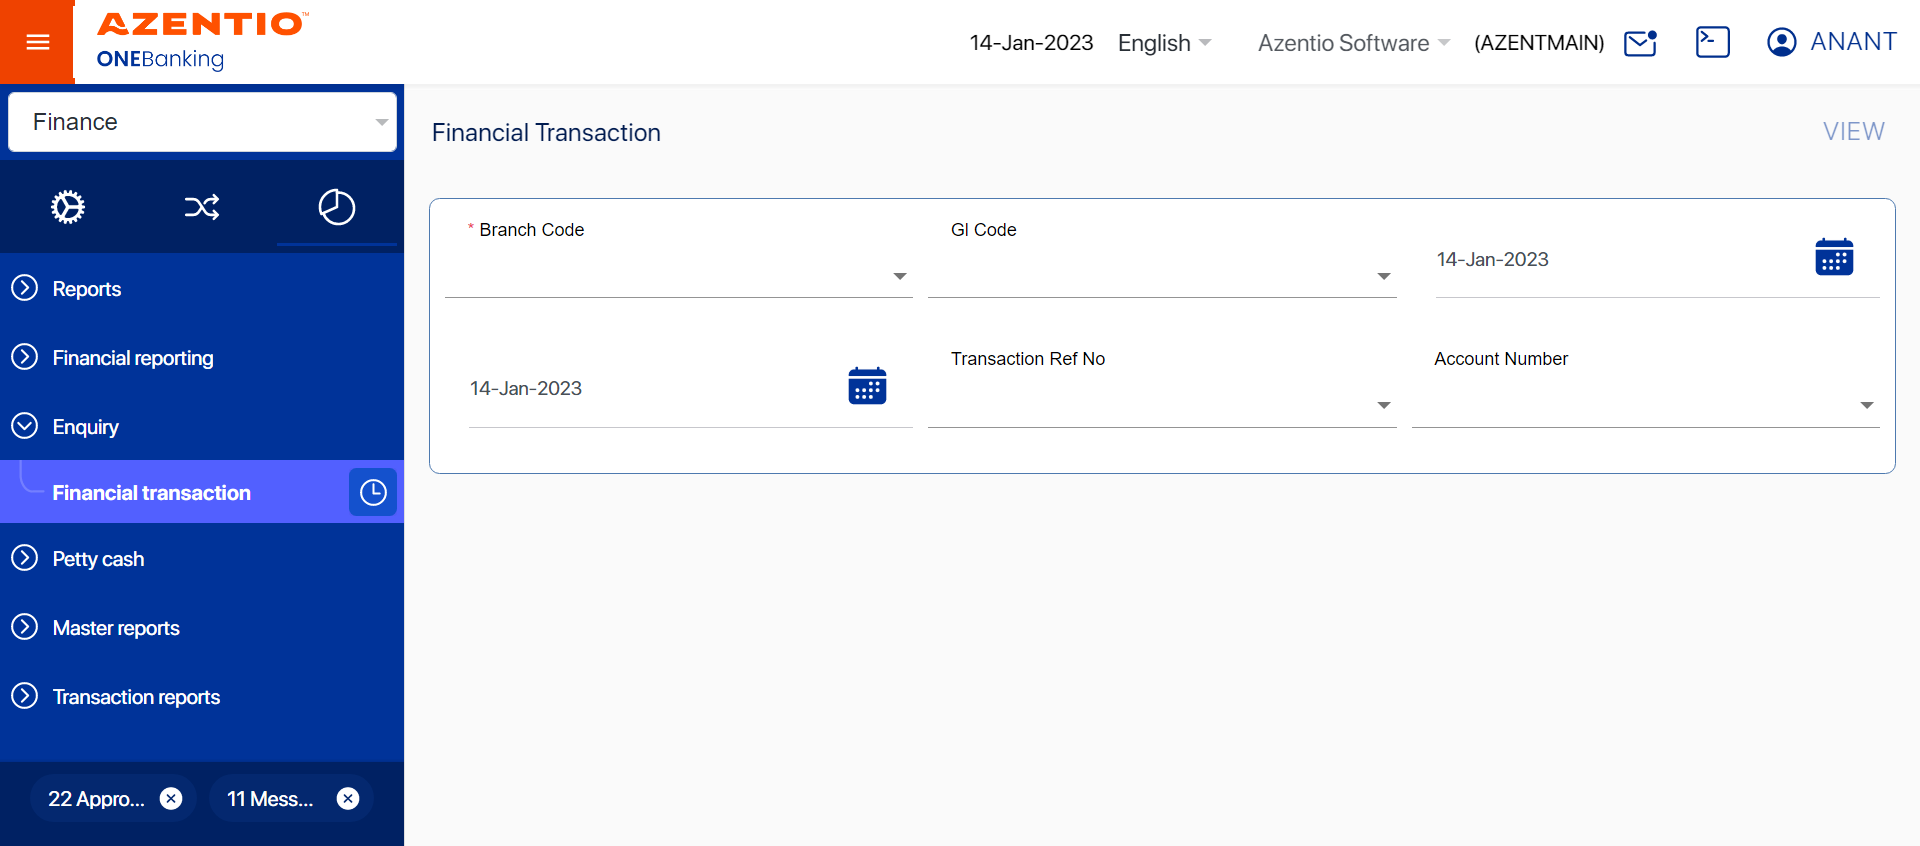 AZENTIO™
ONEBanking
14-Jan-2023 English Azentio Software (AZENTMAIN) ANANT
Finance
Reports
Financial reporting
Enquiry
Financial transaction
Petty cash
Master reports
Transaction reports
22 Appro...
11 Mess...
Financial Transaction
VIEW
* Branch Code
Gl Code
14-Jan-2023
14-Jan-2023
Transaction Ref No
Account Number